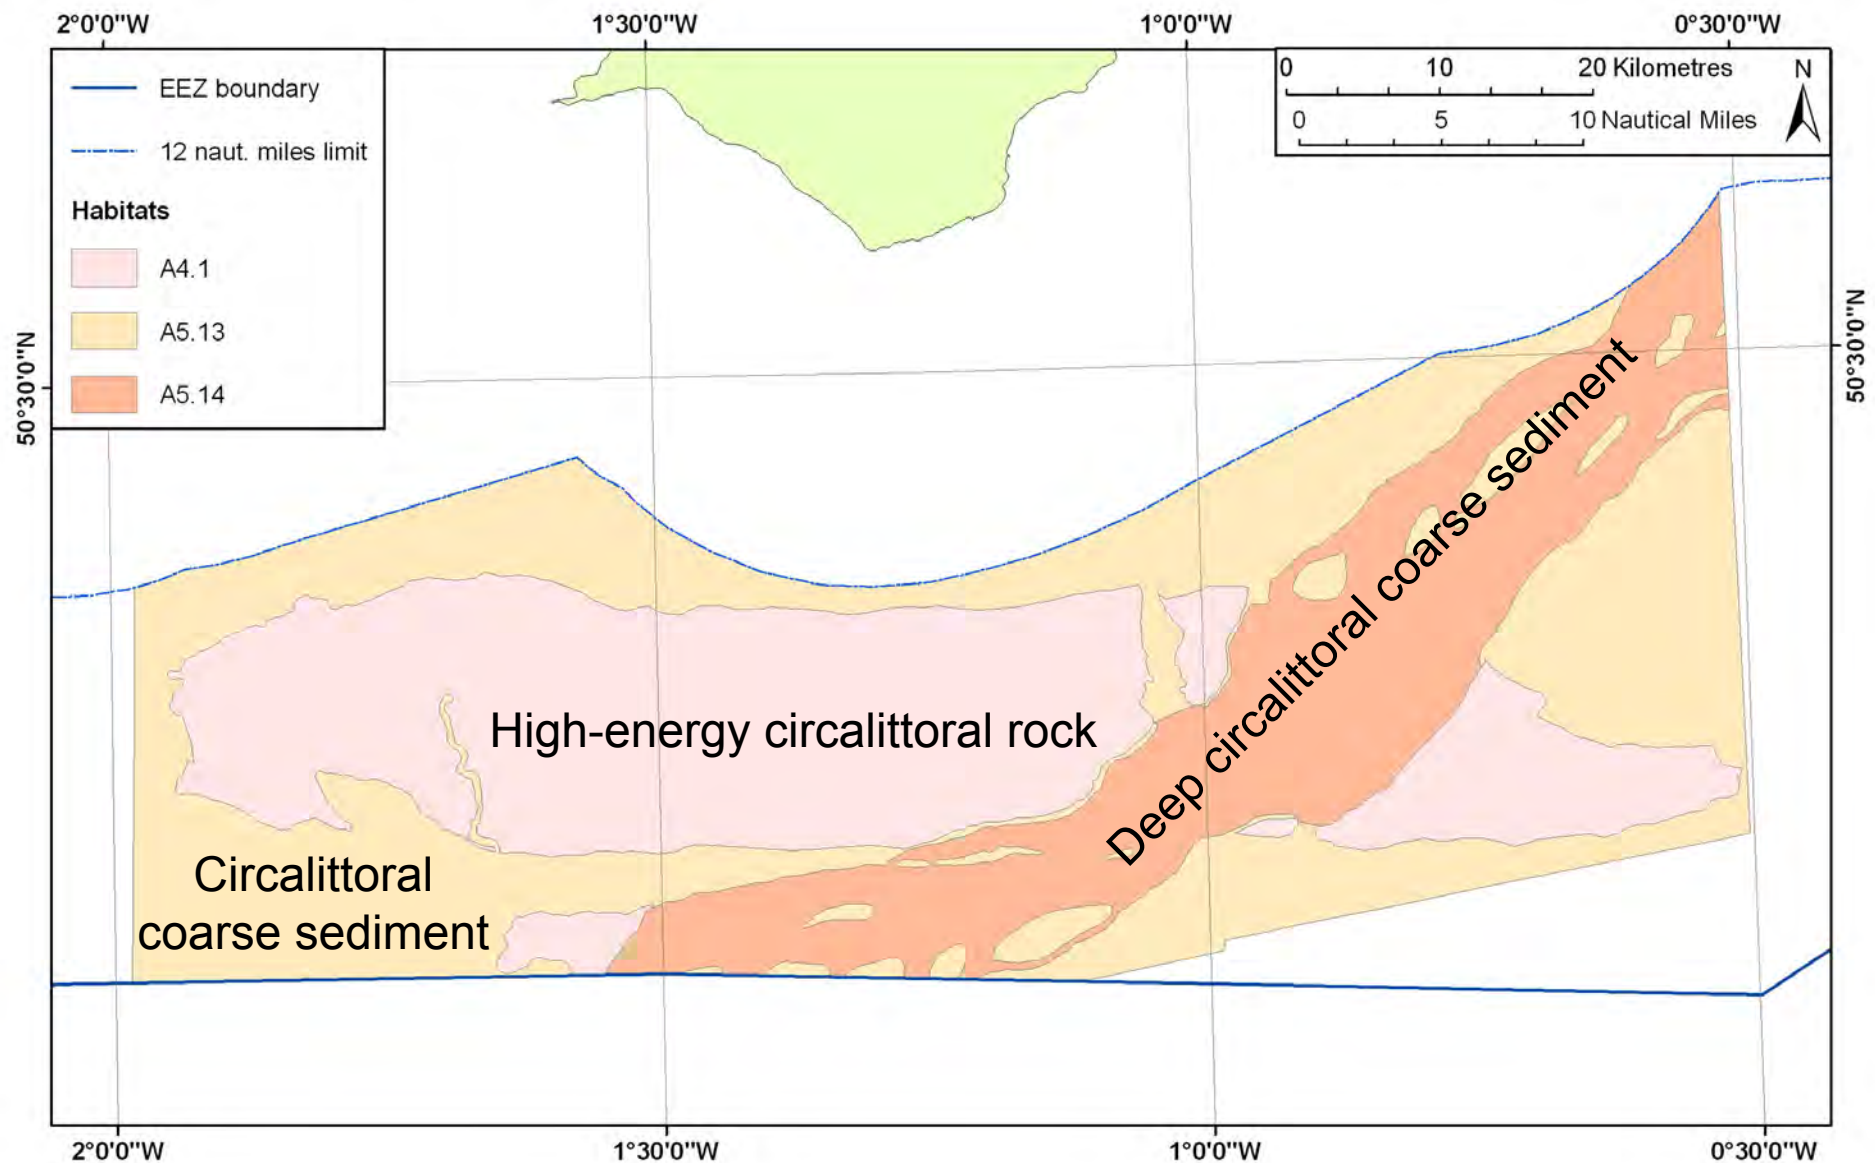 2°0'0"W 1°30'0"W 1°0'0"W 0°30'0"W
EEZ boundary
12 naut. miles limit
Habitats
A4.1
A5.13
A5.14
0 10 20 Kilometres
N
0 5 10 Nautical Miles
50°30'0"N
50°30'0"N
High-energy circalittoral rock
Deep circalittoral coarse sediment
Circalittoral
coarse sediment
2°0'0"W 1°30'0"W 1°0'0"W 0°30'0"W